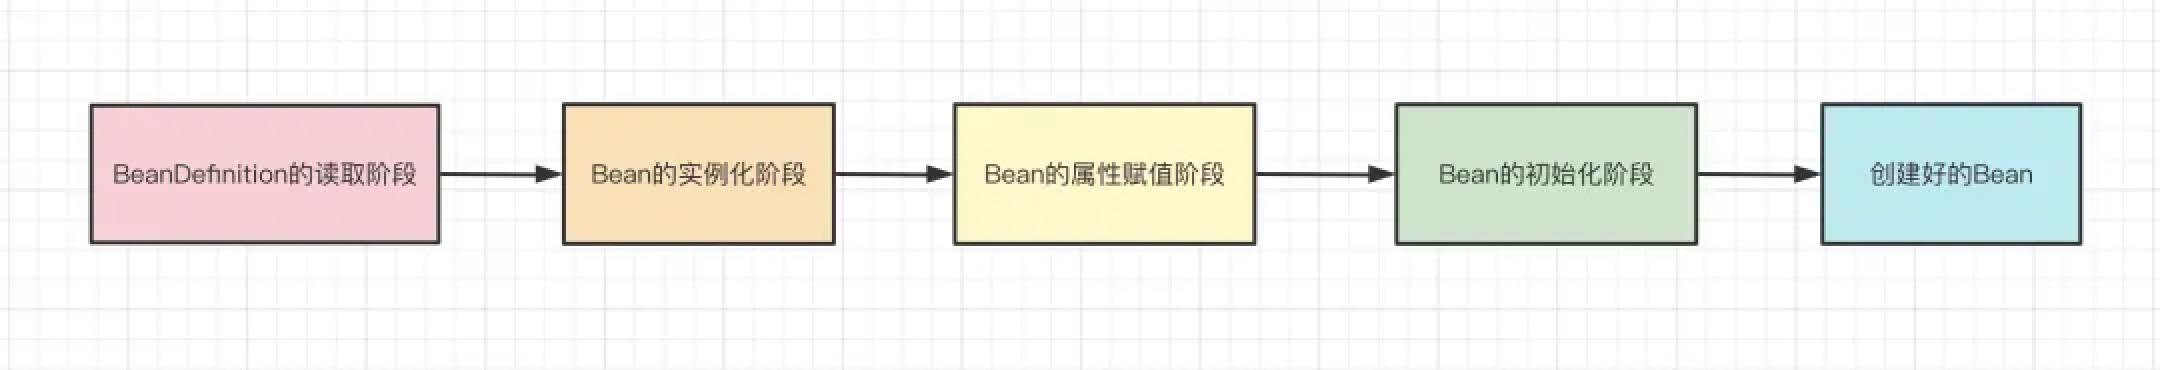 BeanDefinition的读取阶段
Bean的实例化阶段
Bean的属性赋值阶段
Bean的初始化阶段
创建好的Bean